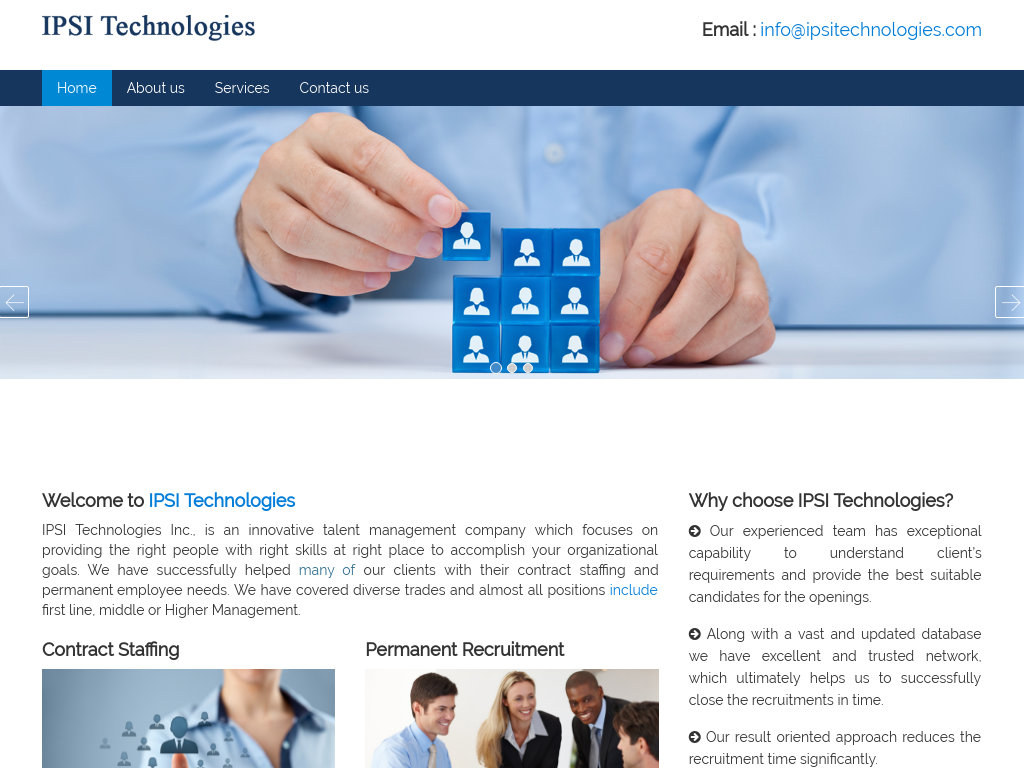 IPSI Technologies
Email : info@ipsitechnologies.com
Home About us Services Contact us
Welcome to IPSI Technologies
IPSI Technologies Inc., is an innovative talent management company which focuses on
providing the right people with right skills at right place to accomplish your organizational
goals. We have successfully helped many of our clients with their contract staffing and
permanent employee needs. We have covered diverse trades and almost all positions include
first line, middle or Higher Management.
Contract Staffing
Permanent Recruitment
Why choose IPSI Technologies?
Our experienced team has exceptional
capability to understand client's
requirements and provide the best suitable
candidates for the openings.
Along with a vast and updated database
we have excellent and trusted network,
which ultimately helps us to successfully
close the recruitments in time.
Our result oriented approach reduces the
recruitment time significantly.